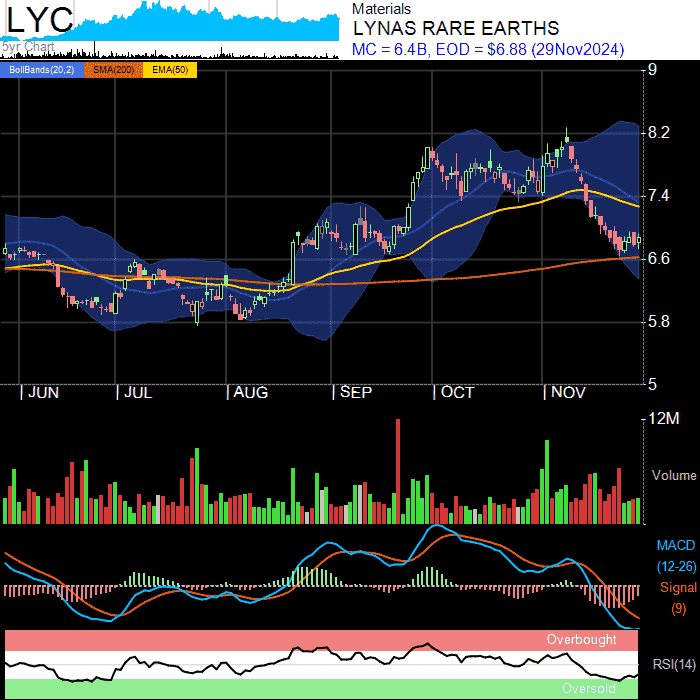 LYC
5yr Chart
Materials
LYNAS RARE EARTHS
MC = 6.4B, EOD = $6.88 (29Nov2024)
BollBands(20,2) SMA(200) EMA(50)
9
8.2
7.4
6.6
5.8
5
| JUN | JUL | AUG | SEP | OCT | NOV
12M
Volume
MACD
(12-26)
Signal
(9)
Overbought
RSI(14)
Oversold